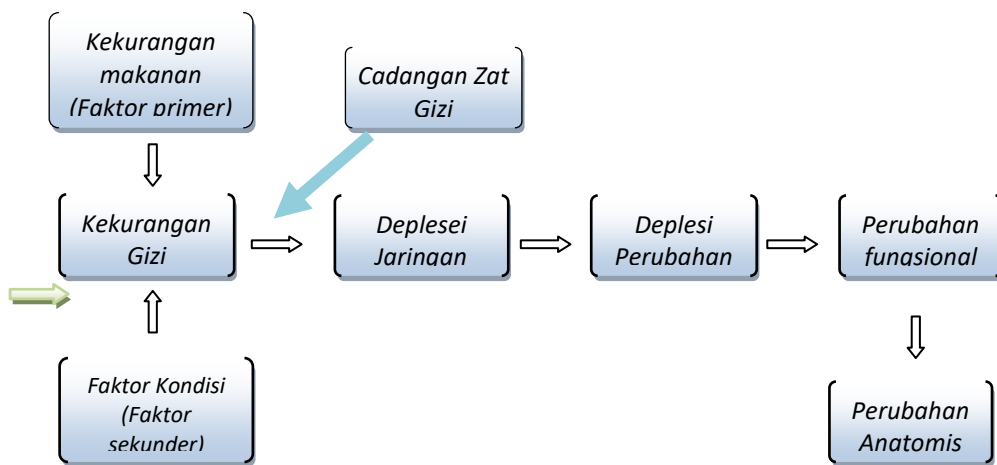 Kekurangan
makanan
(Faktor primer)
Cadangan Zat
Gizi
Kekurangan
Gizi
Deplesei
Jaringan
Deplesi
Perubahan
Perubahan
fungsional
Faktor Kondisi
(Faktor
sekunder)
Perubahan
Anatomis